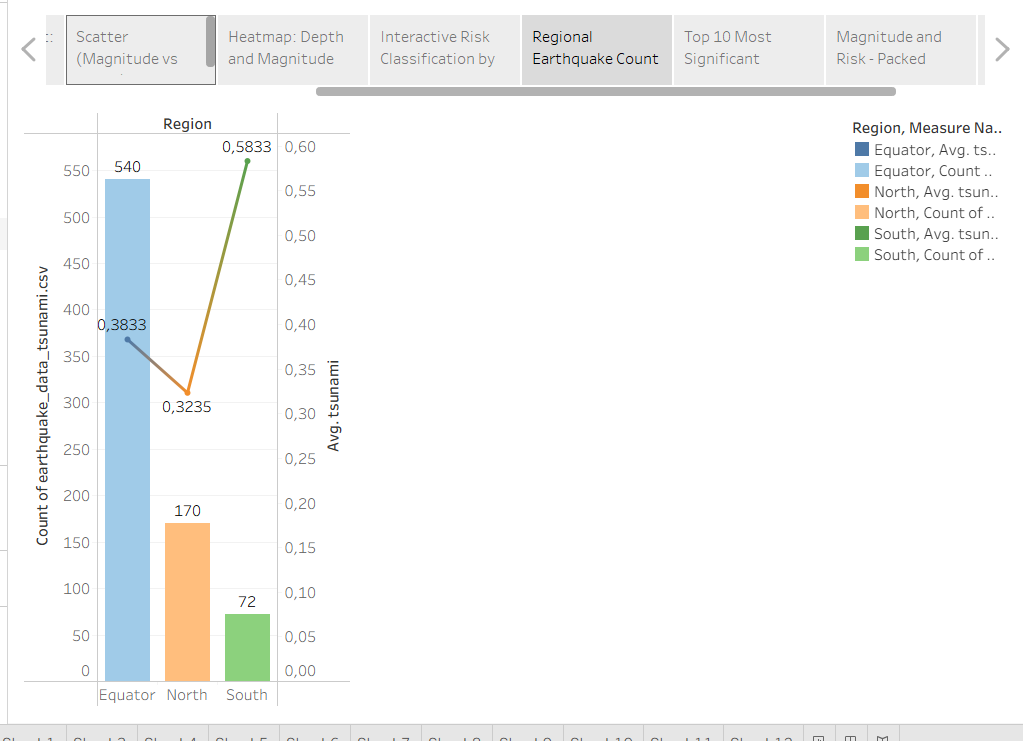 Scatter
(Magnitude vs
Heatmap: Depth
and Magnitude
Interactive Risk
Classification by
Regional
Earthquake Count
Top 10 Most
Significant
Magnitude and
Risk - Packed
Region
Region, Measure Na..
Equator, Avg. ts..
Equator, Count ..
North, Avg. tsun..
North, Count of ..
South, Avg. tsun..
South, Count of ..
Count of earthquake_data_tsunami.csv
550
500
450
400
350
300
250
200
150
100
50
0
540
170
72
0,3833
0,3235
0,5833
0,60
0,55
0,50
0,45
0,40
0,35
0,30
0,25
0,20
0,15
0,10
0,05
0,00
Avg. tsunami
Equator North South